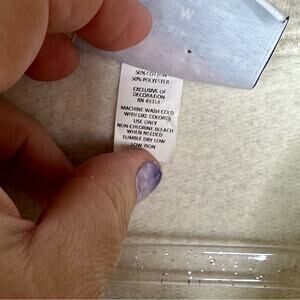 50% COTTON
50% POLYESTER
EXCLUSIVE OF
DECORATION
RN 49314
MACHINE WASH COLD
WITH LIKE COLORS
USE ONLY
NON-CHLORINE BLEACH
WHEN NEEDED
TUMBLE DRY LOW
LOW IRON